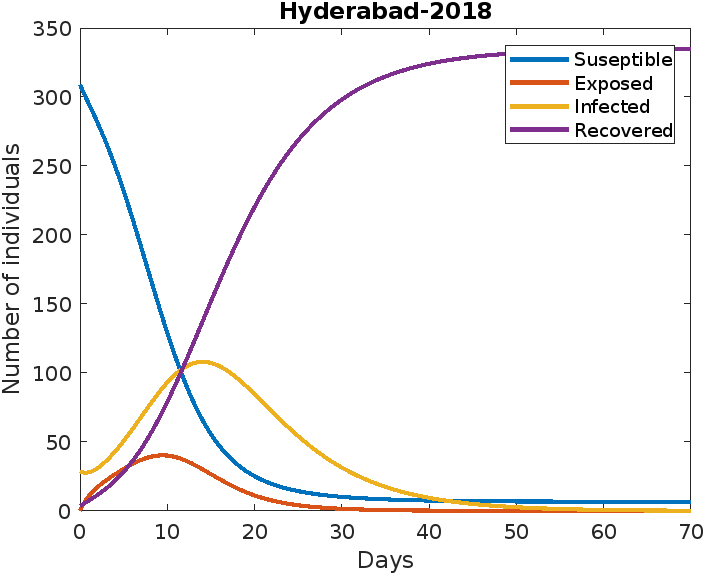 Hyderabad-2018
350
300
250
200
150
100
50
0
Number of individuals
Suseptible
Exposed
Infected
Recovered
0 10 20 30 40 50 60 70
Days